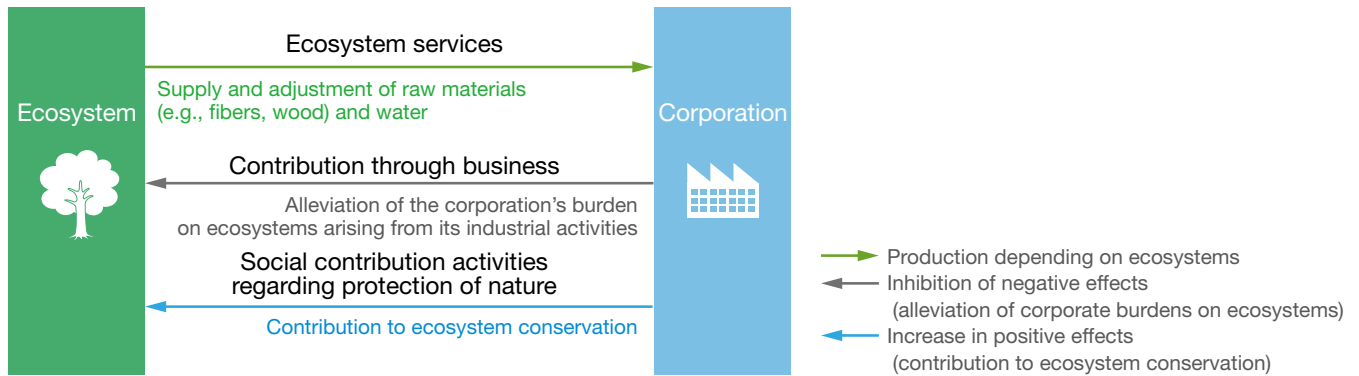 Ecosystem
Ecosystem services
Supply and adjustment of raw materials
(e.g., fibers, wood) and water
Contribution through business
Alleviation of the corporation’s burden
on ecosystems arising from its industrial activities
Social contribution activities
regarding protection of nature
Contribution to ecosystem conservation
Corporation
Production depending on ecosystems
Inhibition of negative effects
(alleviation of corporate burdens on ecosystems)
Increase in positive effects
(contribution to ecosystem conservation)